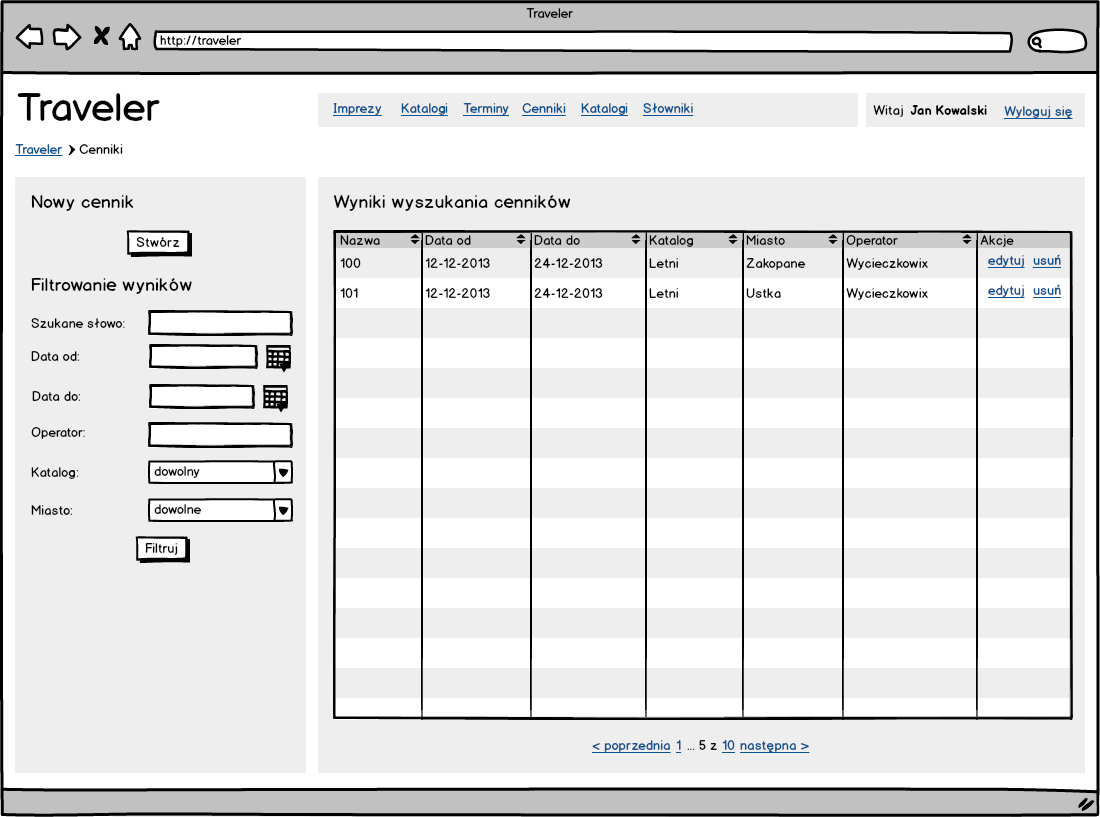 Traveler
http://traveler
Traveler
Imprezy Katalogi Terminy Cenniki Katalogi Słowniki
Witaj Jan Kowalski Wyloguj się
Traveler > Cenniki
Nowy cennik
Stwórz
Filtrowanie wyników
Szukane słowo:
Data od:
Data do:
Operator:
Katalog: dowolny
Miasto: dowolne
Filtruj
Wyniki wyszukania cenników
Nazwa Data od Data do Katalog Miasto Operator Akcje
100 12-12-2013 24-12-2013 Letni Zakopane Wycieczkowix edytuj usuń
101 12-12-2013 24-12-2013 Letni Ustka Wycieczkowix edytuj usuń
< poprzednia 1 ... 5 z 10 następna >